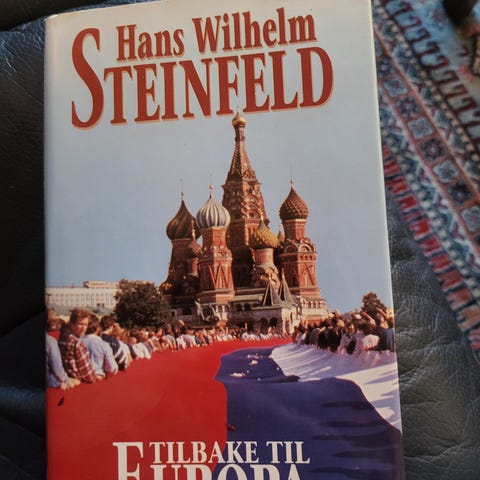 Hans Wilhelm
STEINFELD
TILBAKE TIL
EUROPA